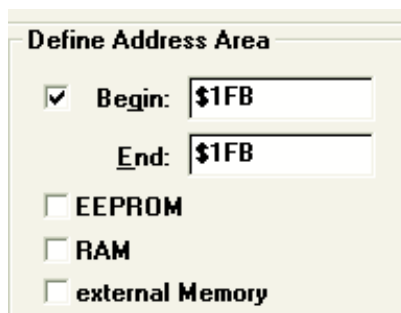 Define Address Area
Begin: $1FB
End: $1FB
EEPROM
RAM
external Memory